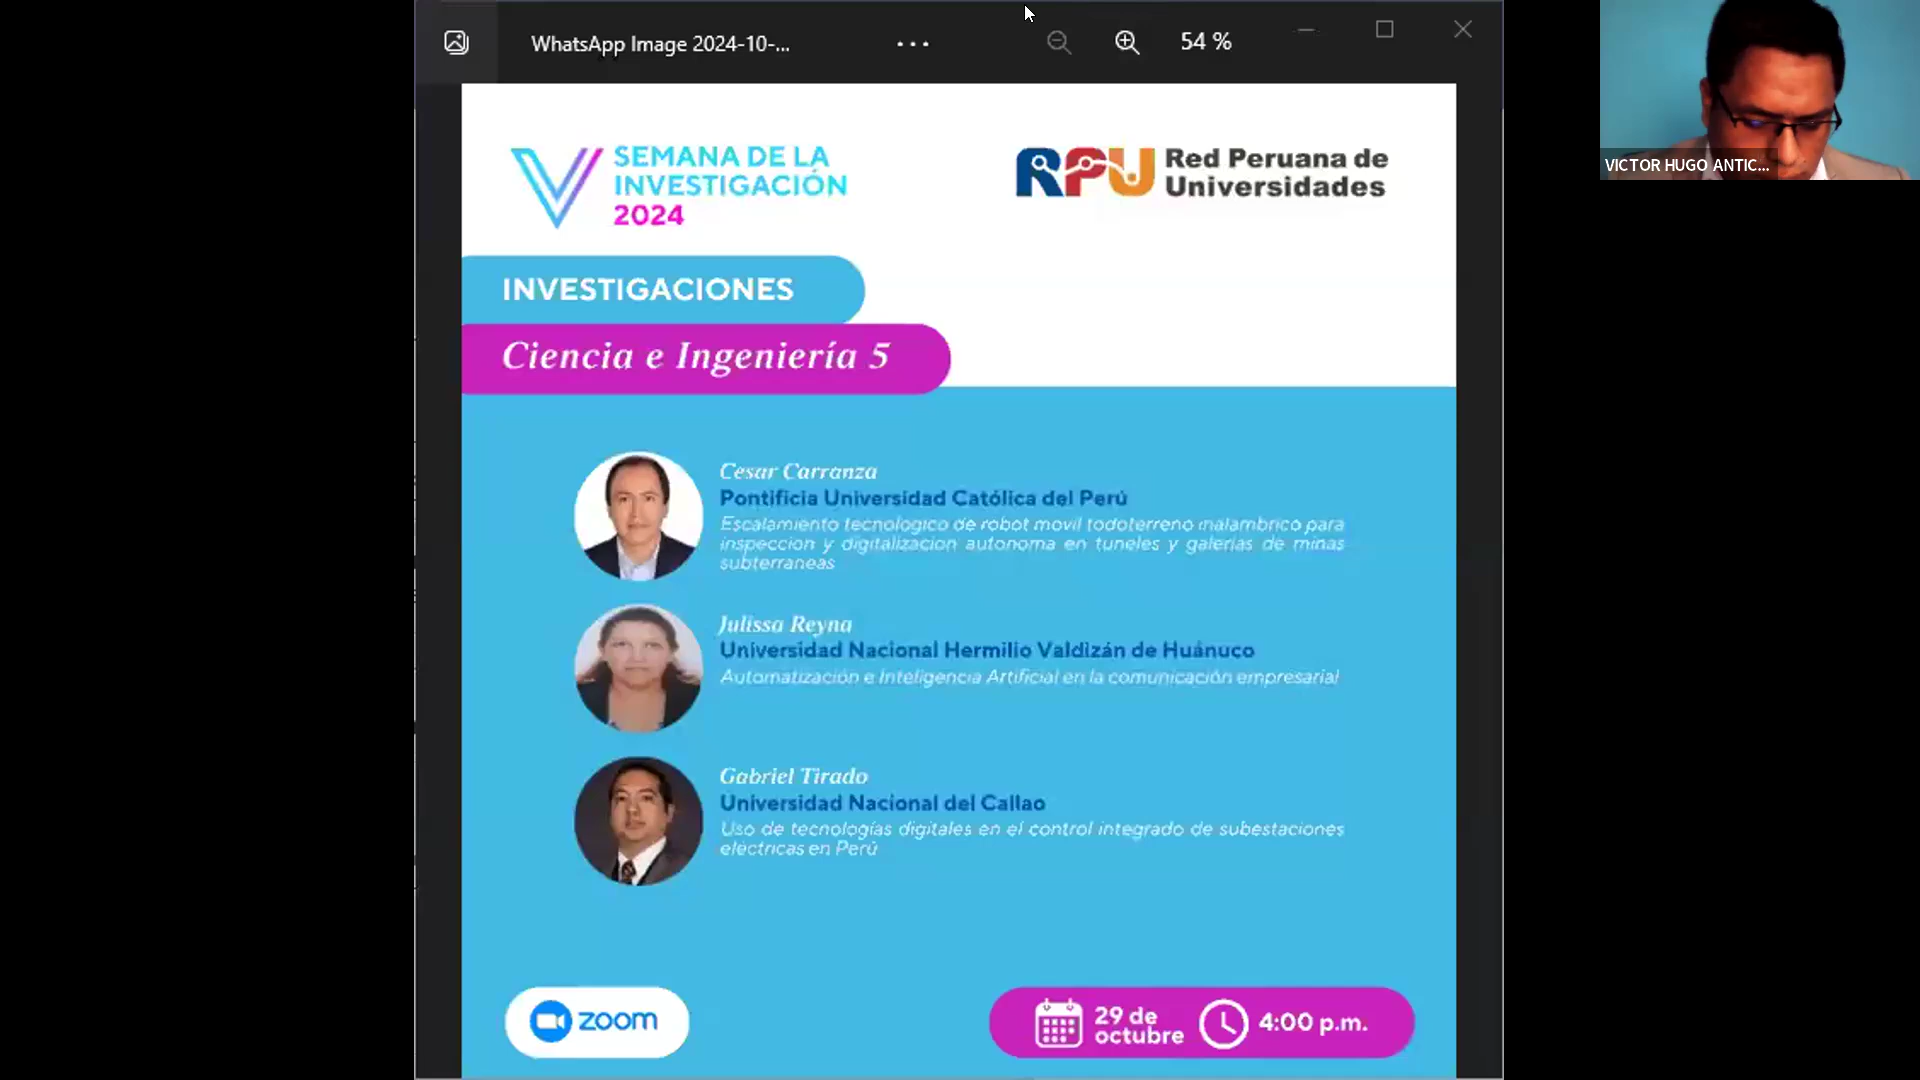 WhatsApp Image 2024-10-...
54 %
VICTOR HUGO ANTIC...
SEMANA DE LA
INVESTIGACIÓN
2024
RPU Red Peruana de
Universidades
INVESTIGACIONES
Ciencia e Ingeniería 5
Cesar Carranza
Pontificia Universidad Católica del Perú
Escalamiento tecnologico de robot movil todoterreno inalambrico para
inspeccion y digitalizacion autonoma en tuneles y galerias de minas
subterraneas
Julissa Reyna
Universidad Nacional Hermilio Valdizán de Huánuco
Automatización e Inteligencia Artificial en la comunicación empresarial
Gabriel Tirado
Universidad Nacional del Callao
Uso de tecnologías digitales en el control integrado de subestaciones
eléctricas en Perú
zoom
29 de
octubre
4:00 p.m.